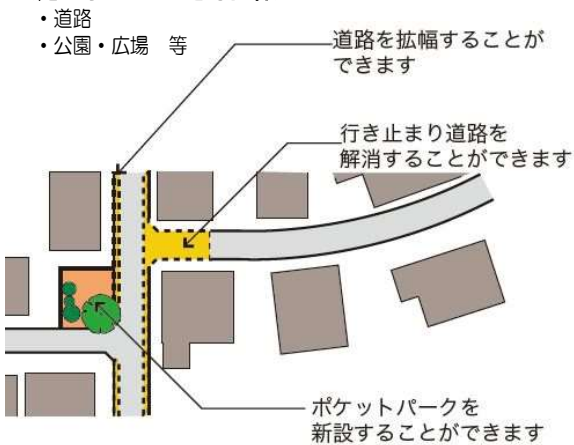 ・道路
・公園・広場　等
道路を拡幅することが
できます
行き止まり道路を
解消することができます
ポケットパークを
新設することができます